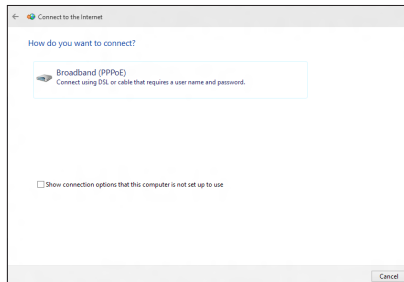 Connect to the Internet
How do you want to connect?
Broadband (PPPoE)
Connect using DSL or cable that requires a user name and password.
Show connection options that this computer is not set up to use
Cancel